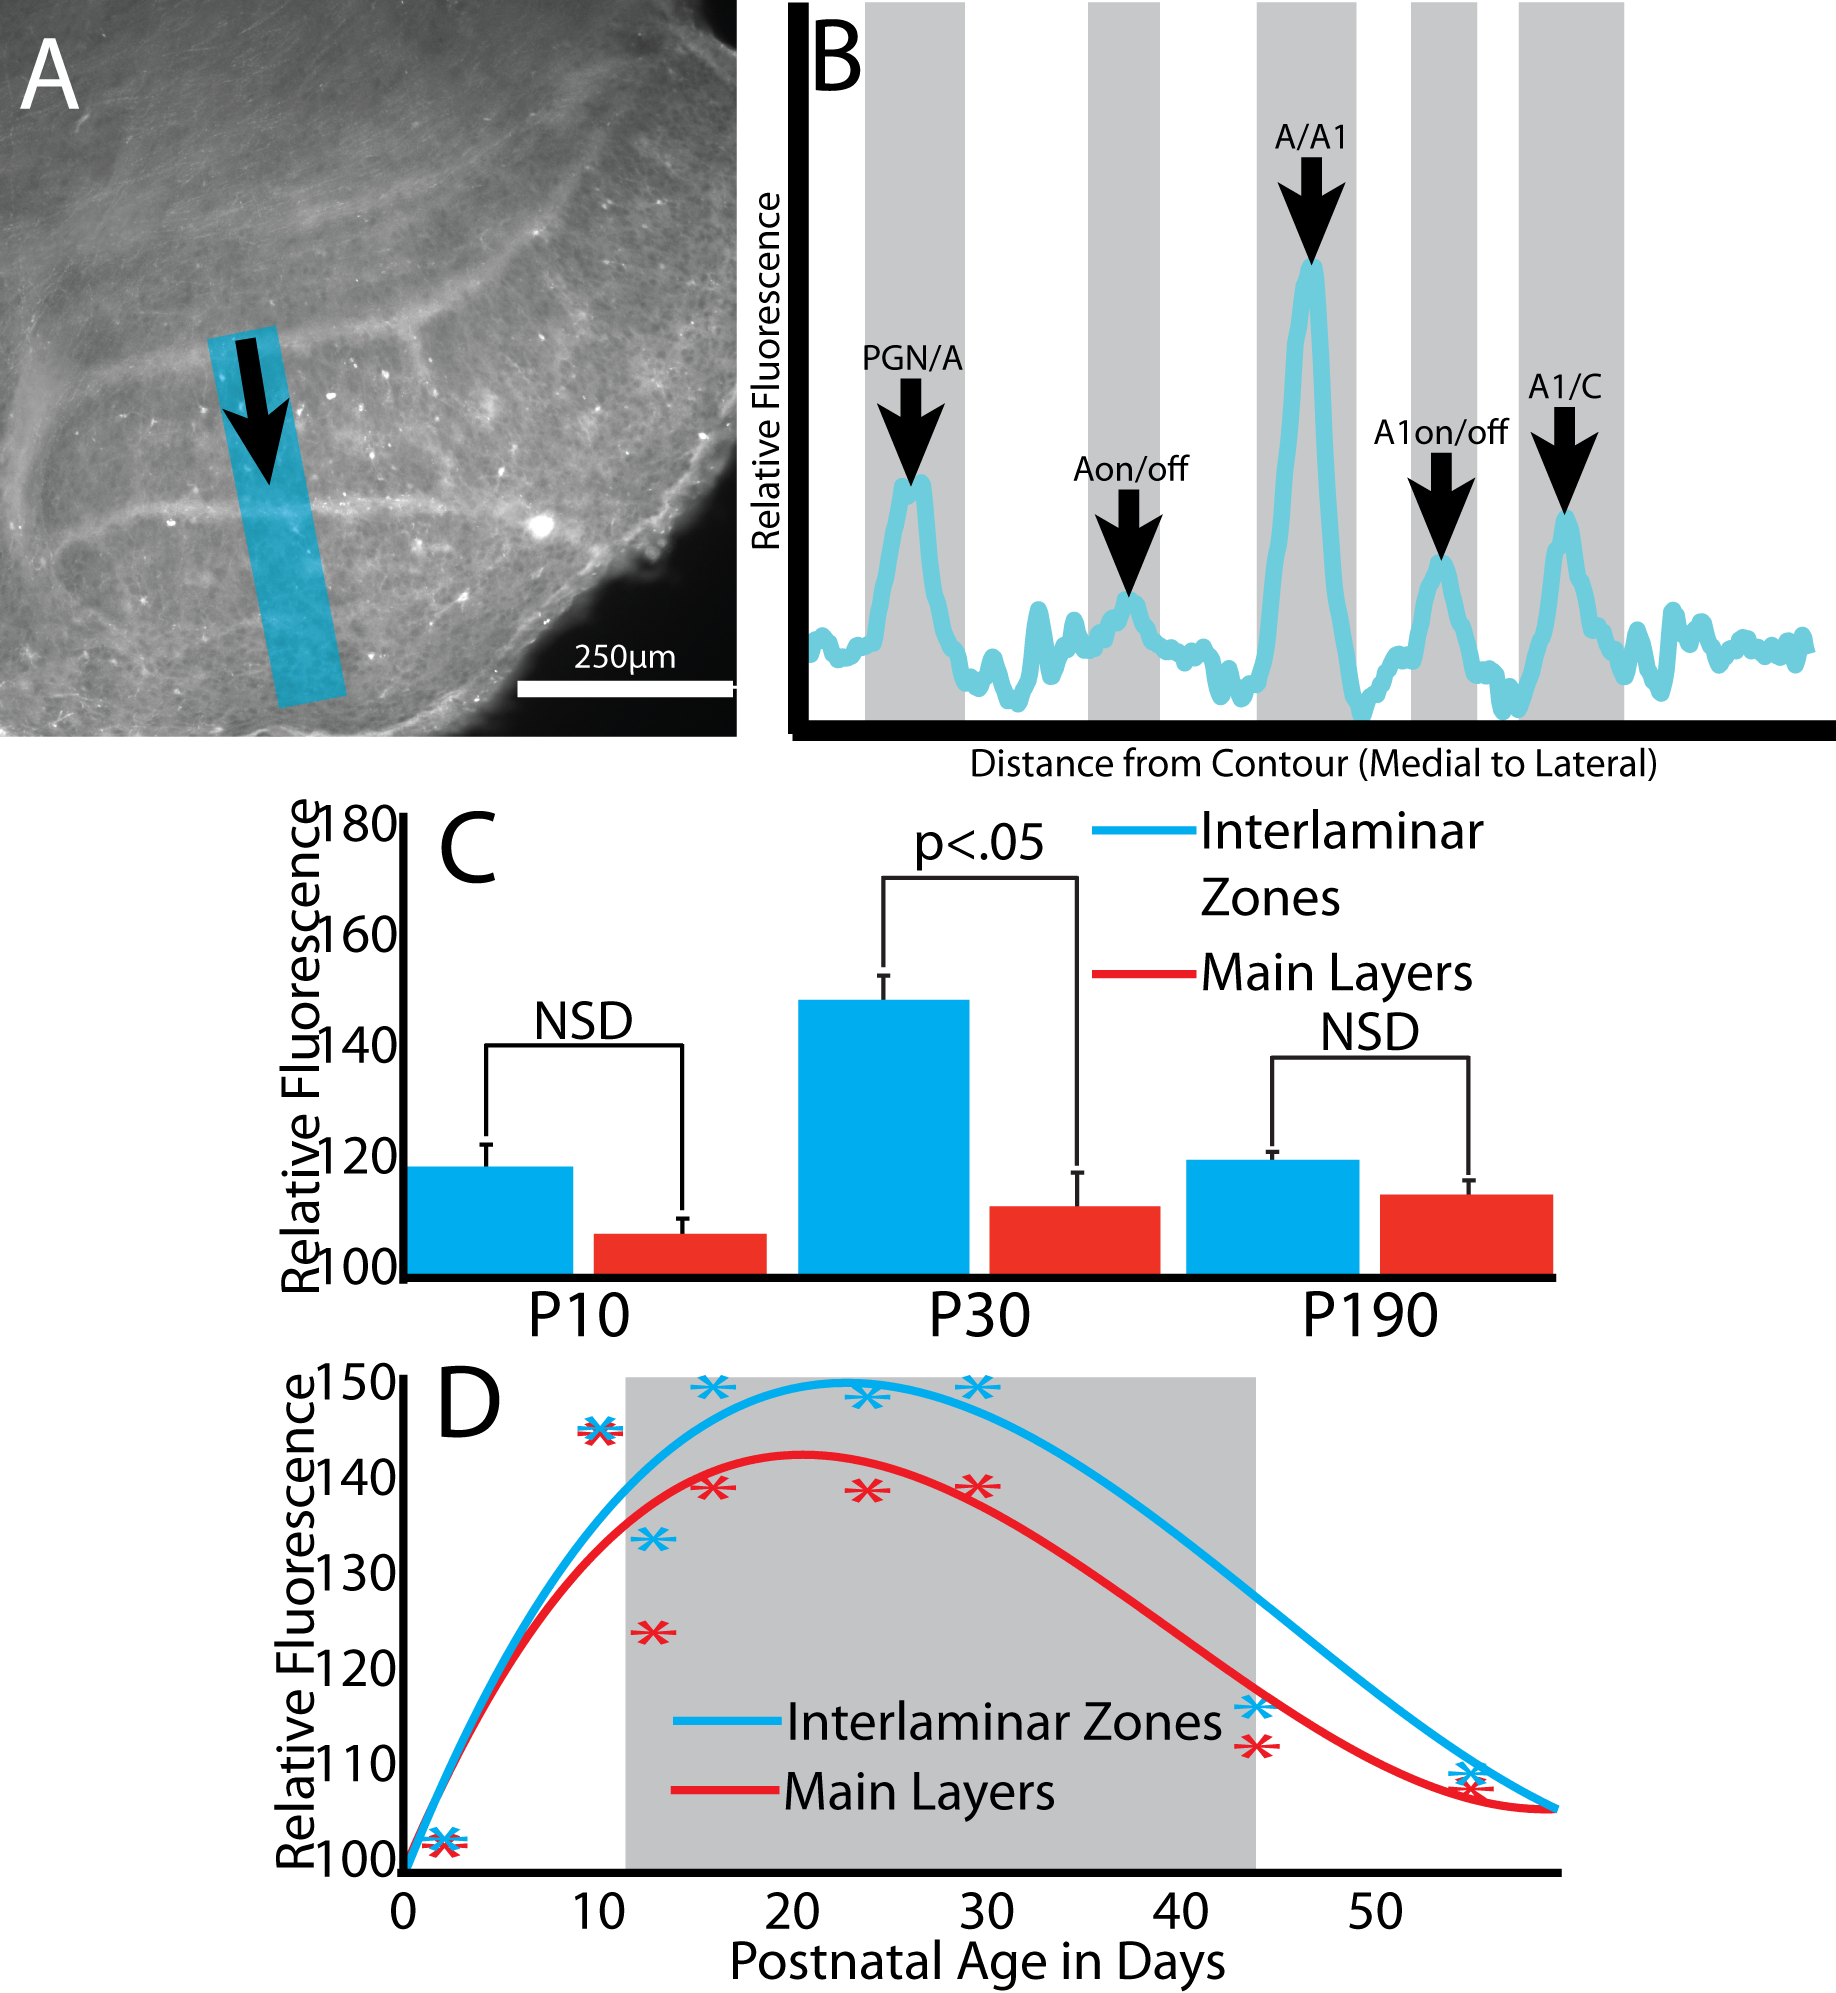 A
250µm
B
Relative Fluorescence
PGN/A
Aon/off
A/A1
A1on/off
A1/C
Distance from Contour (Medial to Lateral)
C
Relative Fluorescence
180
160
140
120
100
NSD
p<.05
NSD
Interlaminar
Zones
Main Layers
P10
P30
P190
D
Relative Fluorescence
150
140
130
120
110
100
Interlaminar Zones
Main Layers
0
10
20
30
40
50
Postnatal Age in Days